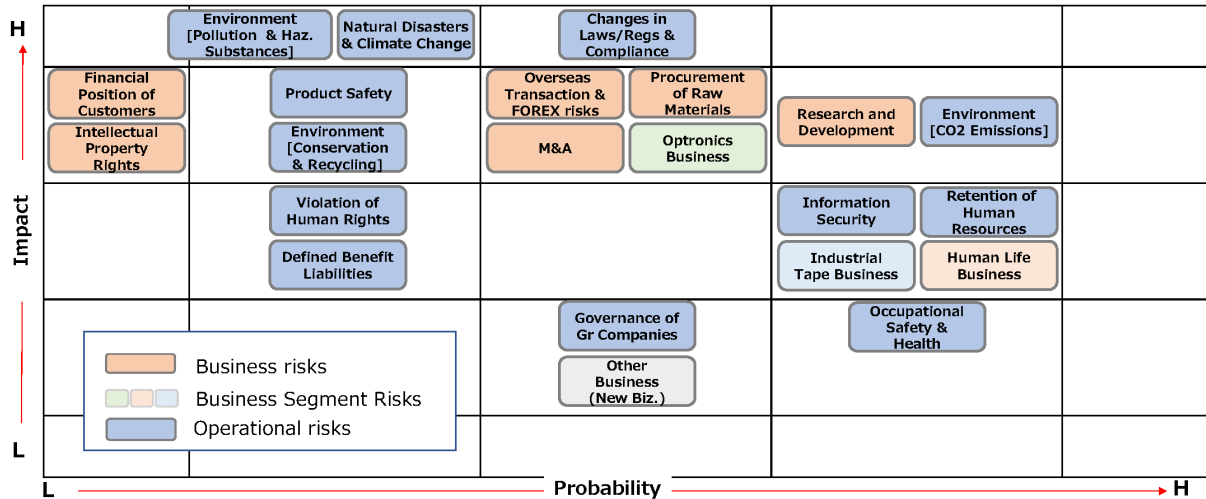 H
Environment
[Pollution & Haz.
Substances]
Natural Disasters
& Climate Change
Changes in
Laws/Regs &
Compliance
Financial
Position of
Customers
Product Safety
Overseas
Transaction &
FOREX risks
Procurement
of Raw
Materials
Research and
Development
Environment
[CO2 Emissions]
Intellectual
Property
Rights
Environment
[Conservation
& Recycling]
M&A
Optronics
Business
Impact
Violation of
Human Rights
Information
Security
Retention of
Human
Resources
Defined Benefit
Liabilities
Industrial
Tape Business
Human Life
Business
Governance of
Gr Companies
Occupational
Safety &
Health
Other
Business
(New Biz.)
Business risks
Business Segment Risks
Operational risks
L
L
Probability
H